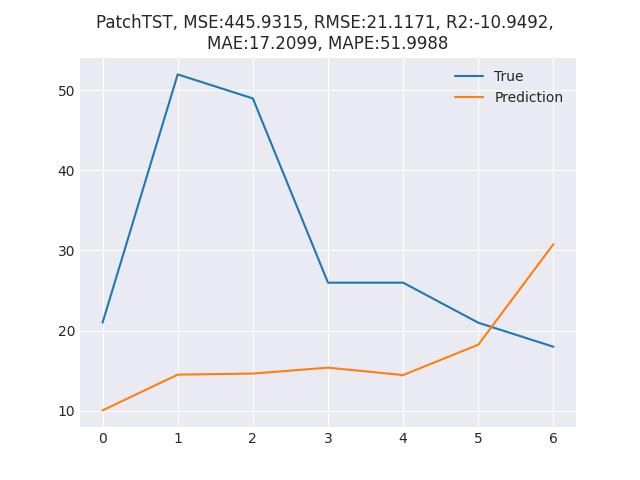 PatchTST, MSE:445.9315, RMSE:21.1171, R2:-10.9492,
MAE:17.2099, MAPE:51.9988
True
Prediction
50
40
30
20
10
0 1 2 3 4 5 6